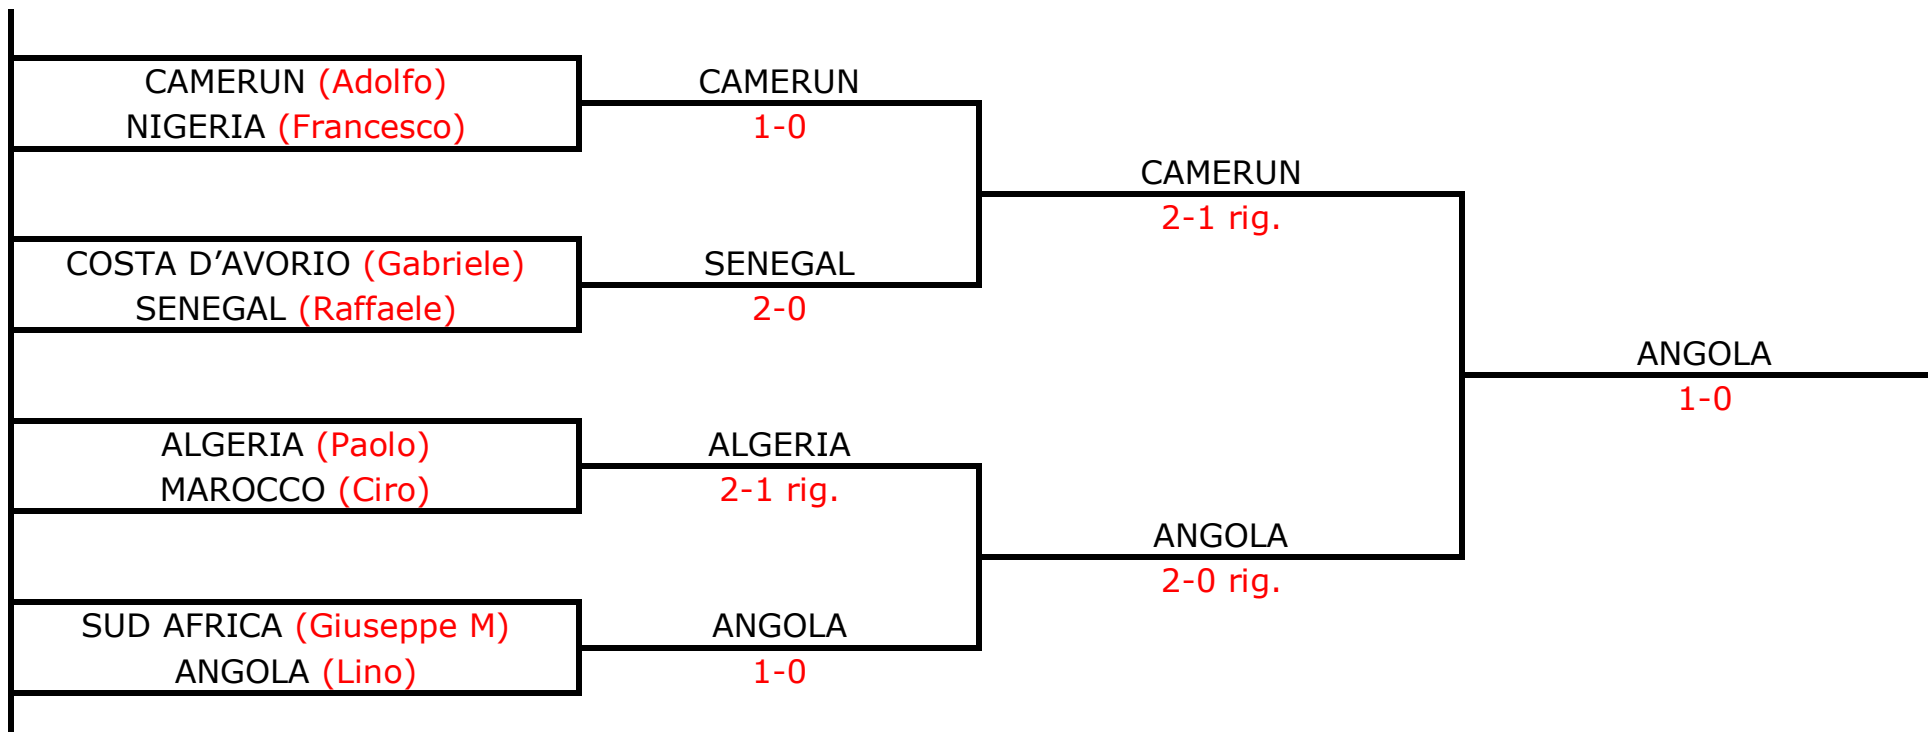 CAMERUN (Adolfo)
NIGERIA (Francesco)
COSTA D’AVORIO (Gabriele)
SENEGAL (Raffaele)
ALGERIA (Paolo)
MAROCCO (Ciro)
SUD AFRICA (Giuseppe M)
ANGOLA (Lino)
CAMERUN
1-0
SENEGAL
2-0
ALGERIA
2-1 rig.
ANGOLA
1-0
CAMERUN
2-1 rig.
ANGOLA
2-0 rig.
ANGOLA
1-0